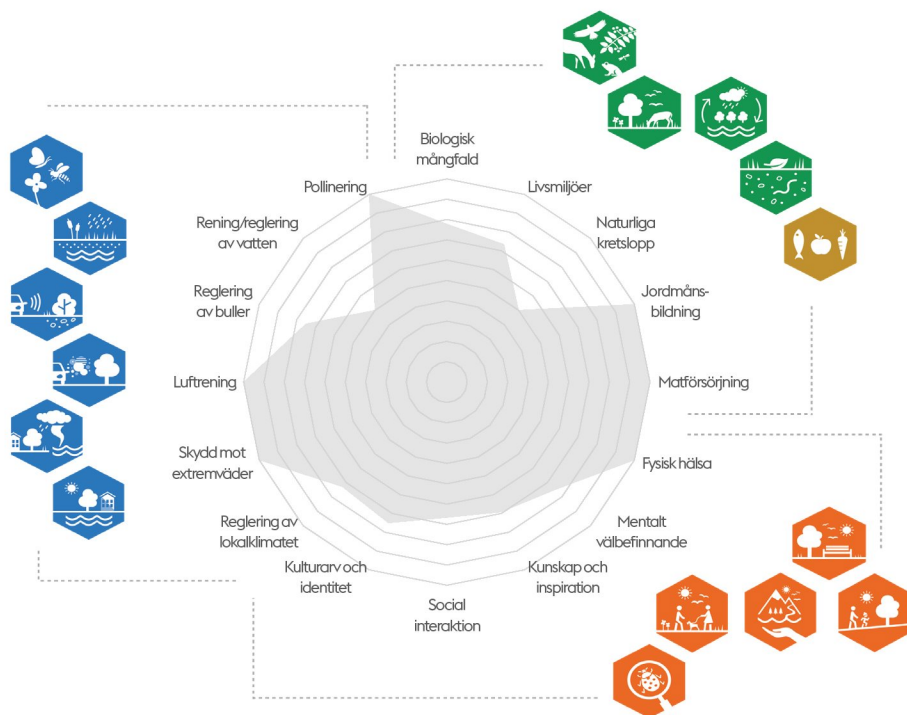 Biologisk
mångfald
Livsmiljöer
Naturliga
kretslopp
Jordmåns-
bildning
Matförsörjning
Fysisk hälsa
Mentalt
välbefinnande
Kunskap och
inspiration
Social
interaktion
Kulturarv och
identitet
Reglering av
lokalklimatet
Skydd mot
extremväder
Luftrening
Reglering
av buller
Rening/reglering
av vatten
Pollinering